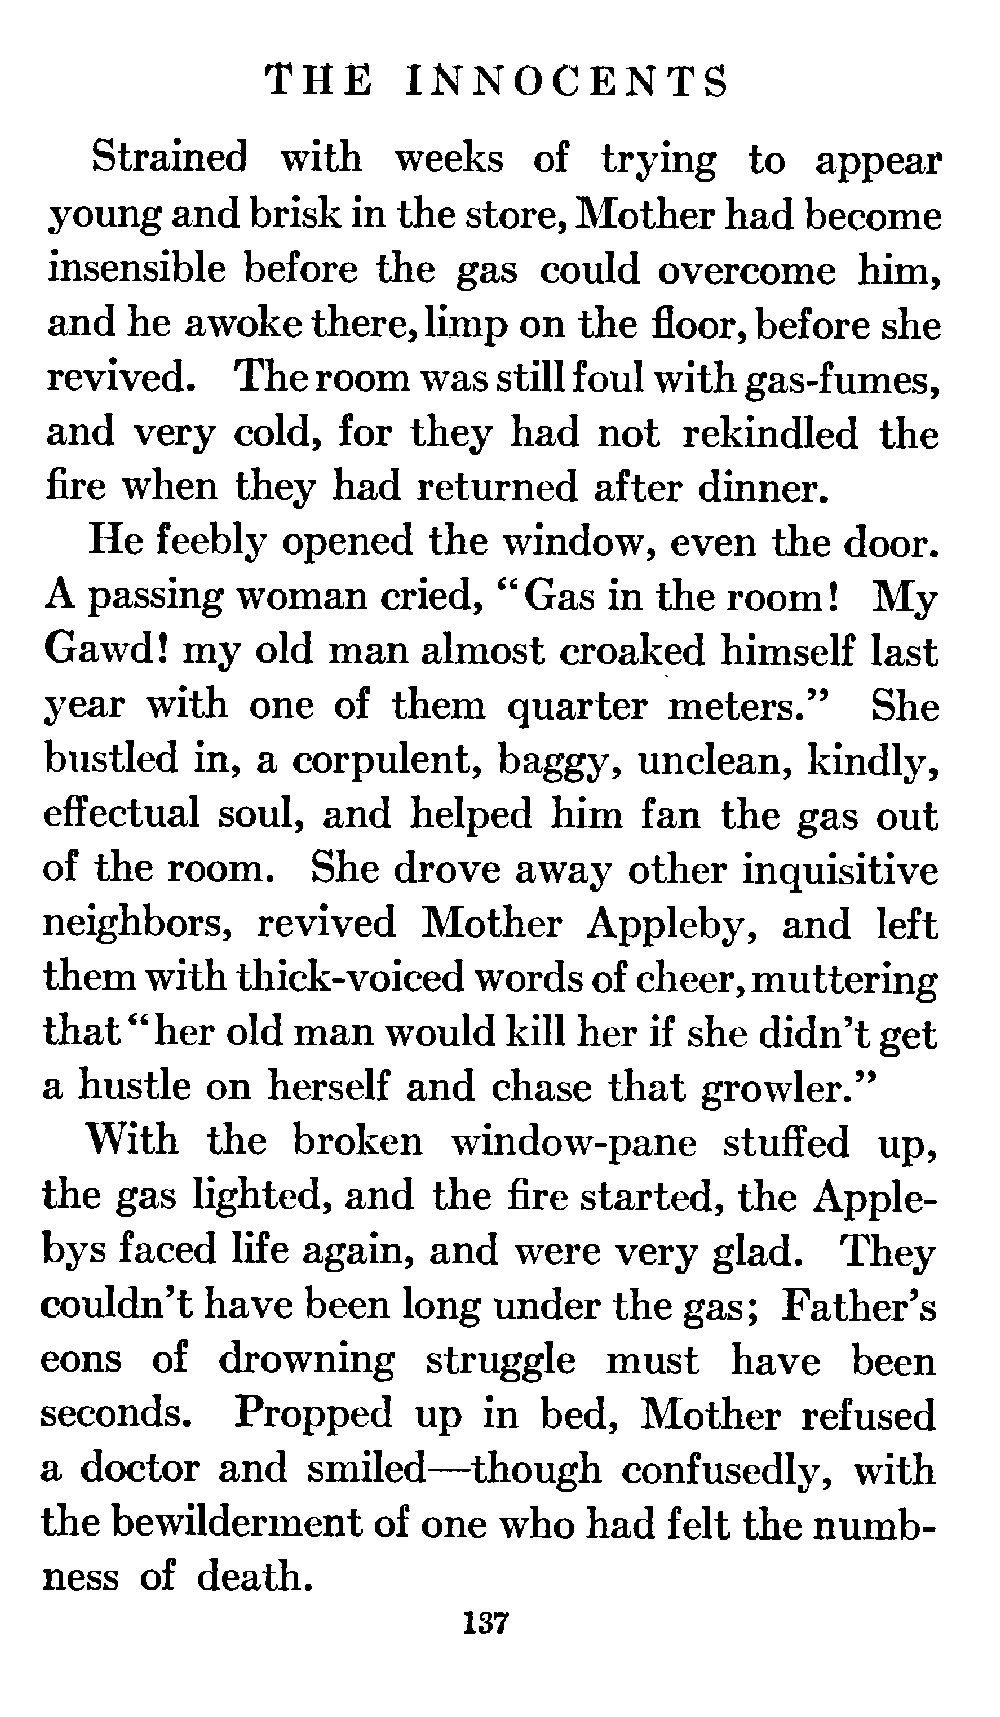 THE INNOCENTS
Strained with weeks of trying to appear
young and brisk in the store, Mother had become
insensible before the gas could overcome him,
and he awoke there, limp on the floor, before she
revived. The room was still foul with gas-fumes,
and very cold, for they had not rekindled the
fire when they had returned after dinner.
He feebly opened the window, even the door.
A passing woman cried, “Gas in the room! My
Gawd! my old man almost croaked himself last
year with one of them quarter meters.” She
bustled in, a corpulent, baggy, unclean, kindly,
effectual soul, and helped him fan the gas out
of the room. She drove away other inquisitive
neighbors, revived Mother Appleby, and left
them with thick-voiced words of cheer, muttering
that “her old man would kill her if she didn’t get
a hustle on herself and chase that growler.”
With the broken window-pane stuffed up,
the gas lighted, and the fire started, the Apple-
bys faced life again, and were very glad. They
couldn’t have been long under the gas; Father’s
eons of drowning struggle must have been
seconds. Propped up in bed, Mother refused
a doctor and smiled—though confusedly, with
the bewilderment of one who had felt the numb-
ness of death.
137